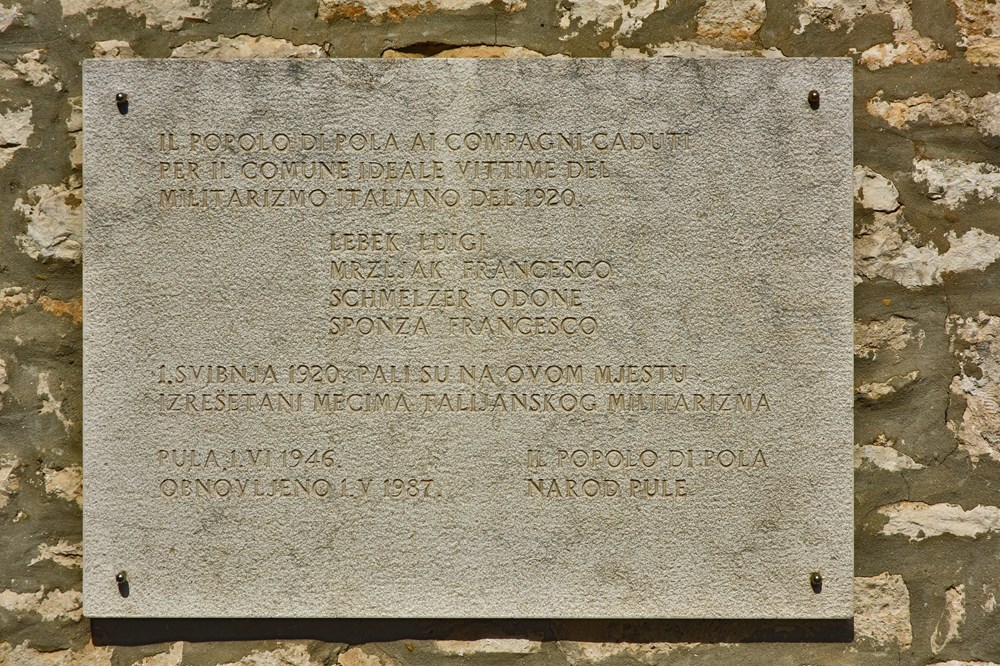 IL POPOLO DI POLA AI COMPAGNI CADUTI
PER IL COMUNE IDEALE VITTIME DEL
MILITARIZMO ITALIANO DEL 1920.
LEBEK LUIGI
MRZLJAK FRANCESCO
SCHMELZER ODONE
SPONZA FRANCESCO
1. SVIBNJA 1920. PALI SU NA OVOM MJESTU
IZREŠETANI MECIMA TALIJANSKOG MILITARIZMA
PULA, 1. VI 1946. IL POPOLO DI POLA
OBNOVLJENO 1. V 1987. NAROD PULE